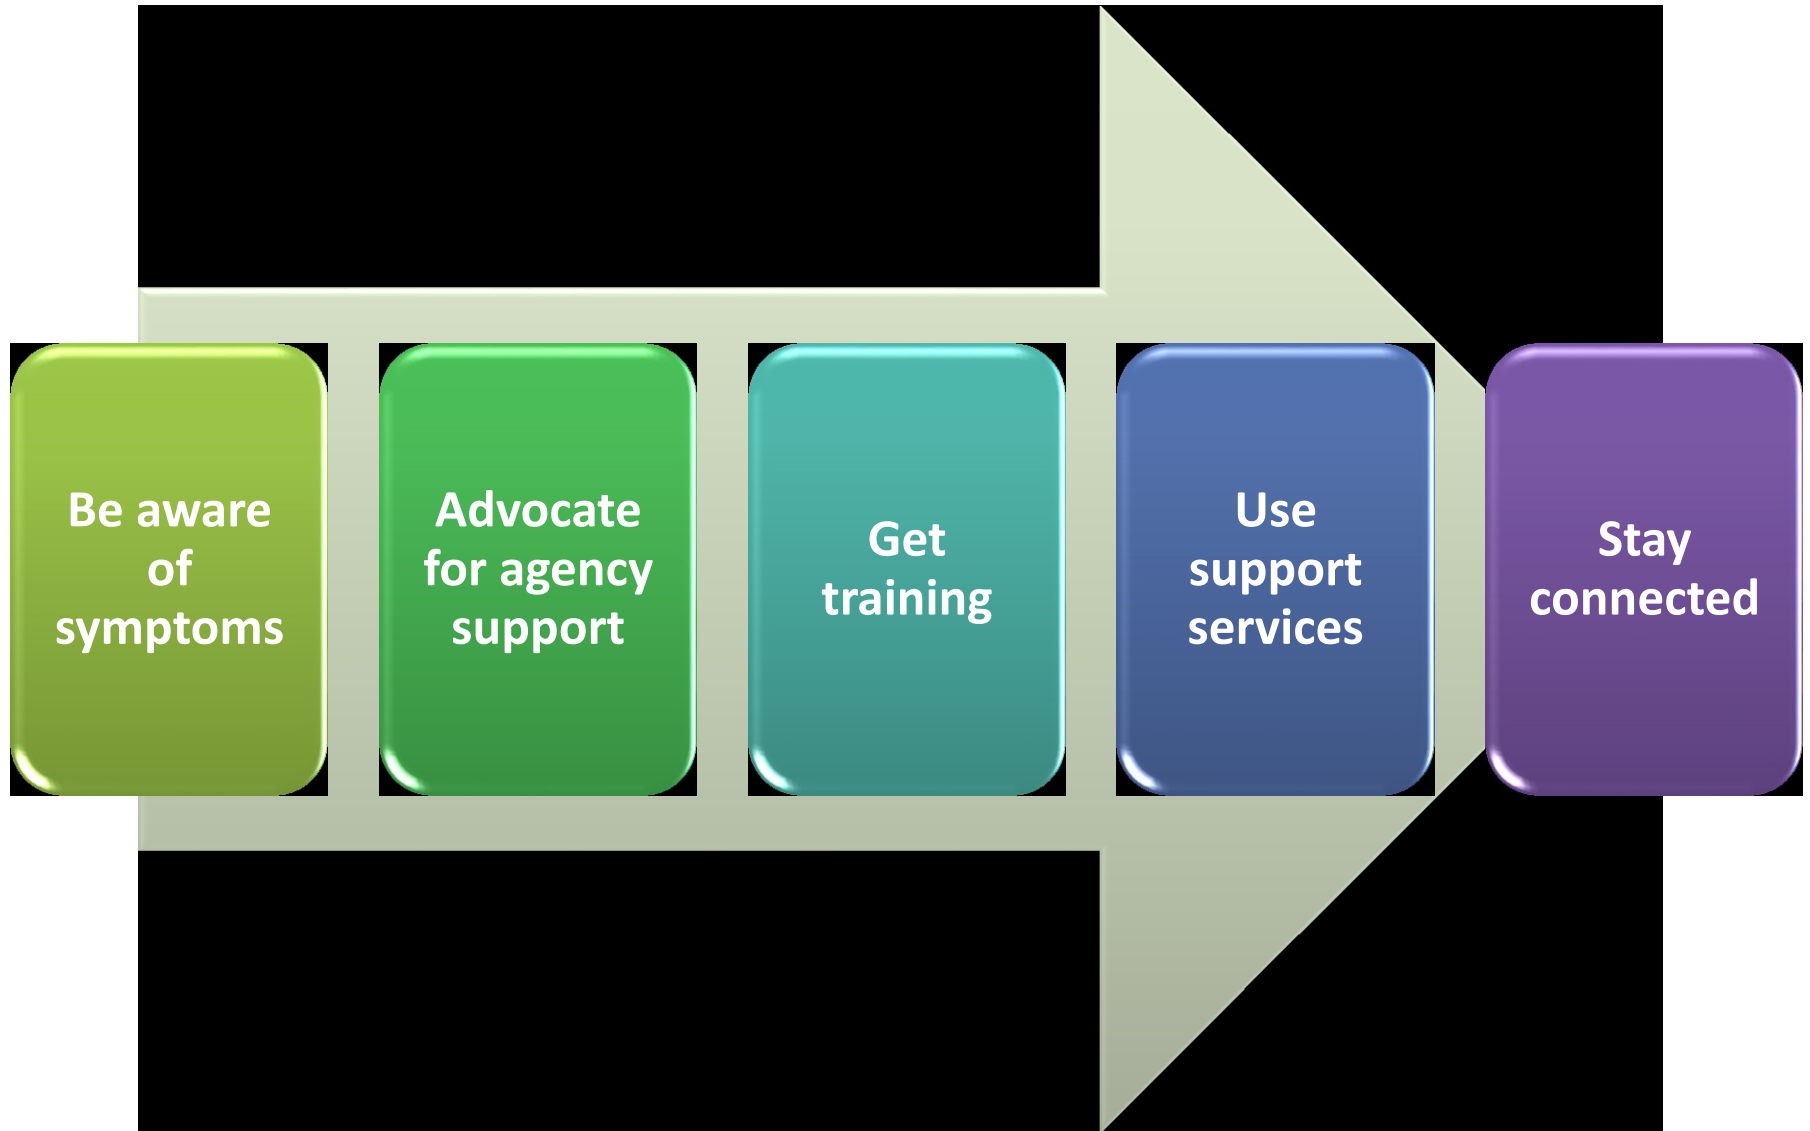 Be aware
of
symptoms
Advocate
for agency
support
Get
training
Use
support
services
Stay
connected